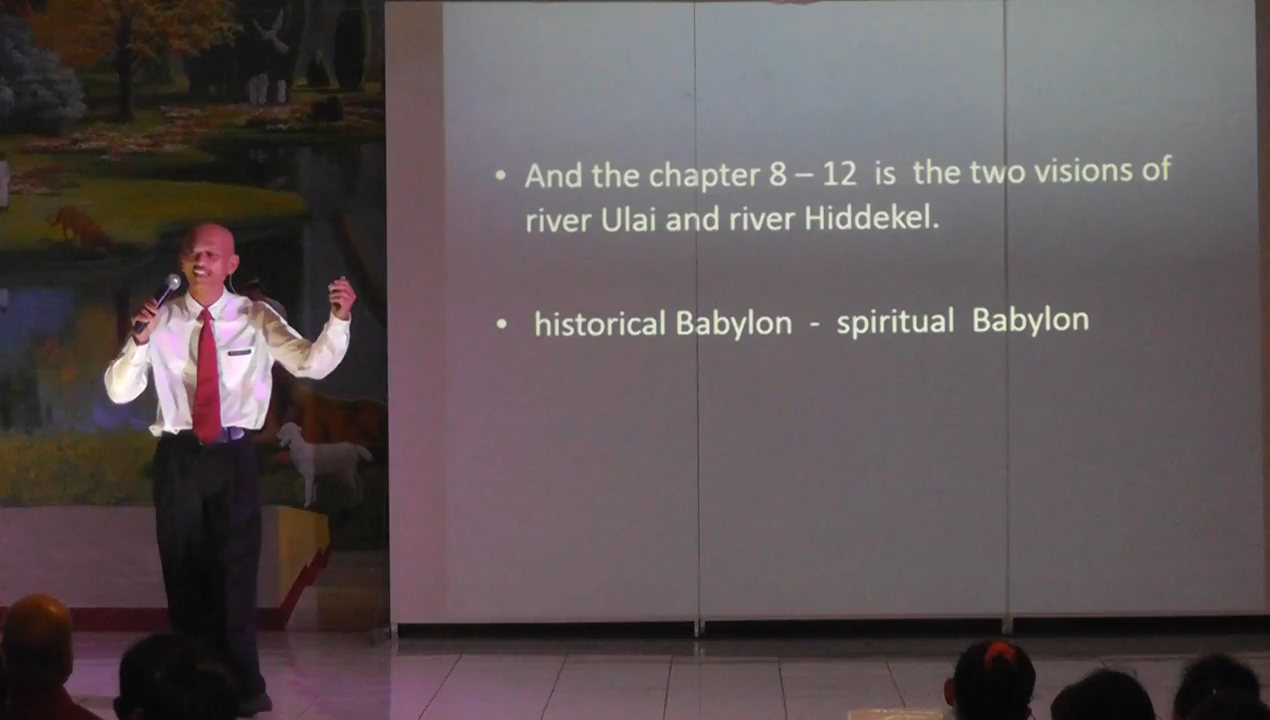 • And the chapter 8 – 12 is the two visions of
river Ulai and river Hiddekel.
• historical Babylon - spiritual Babylon